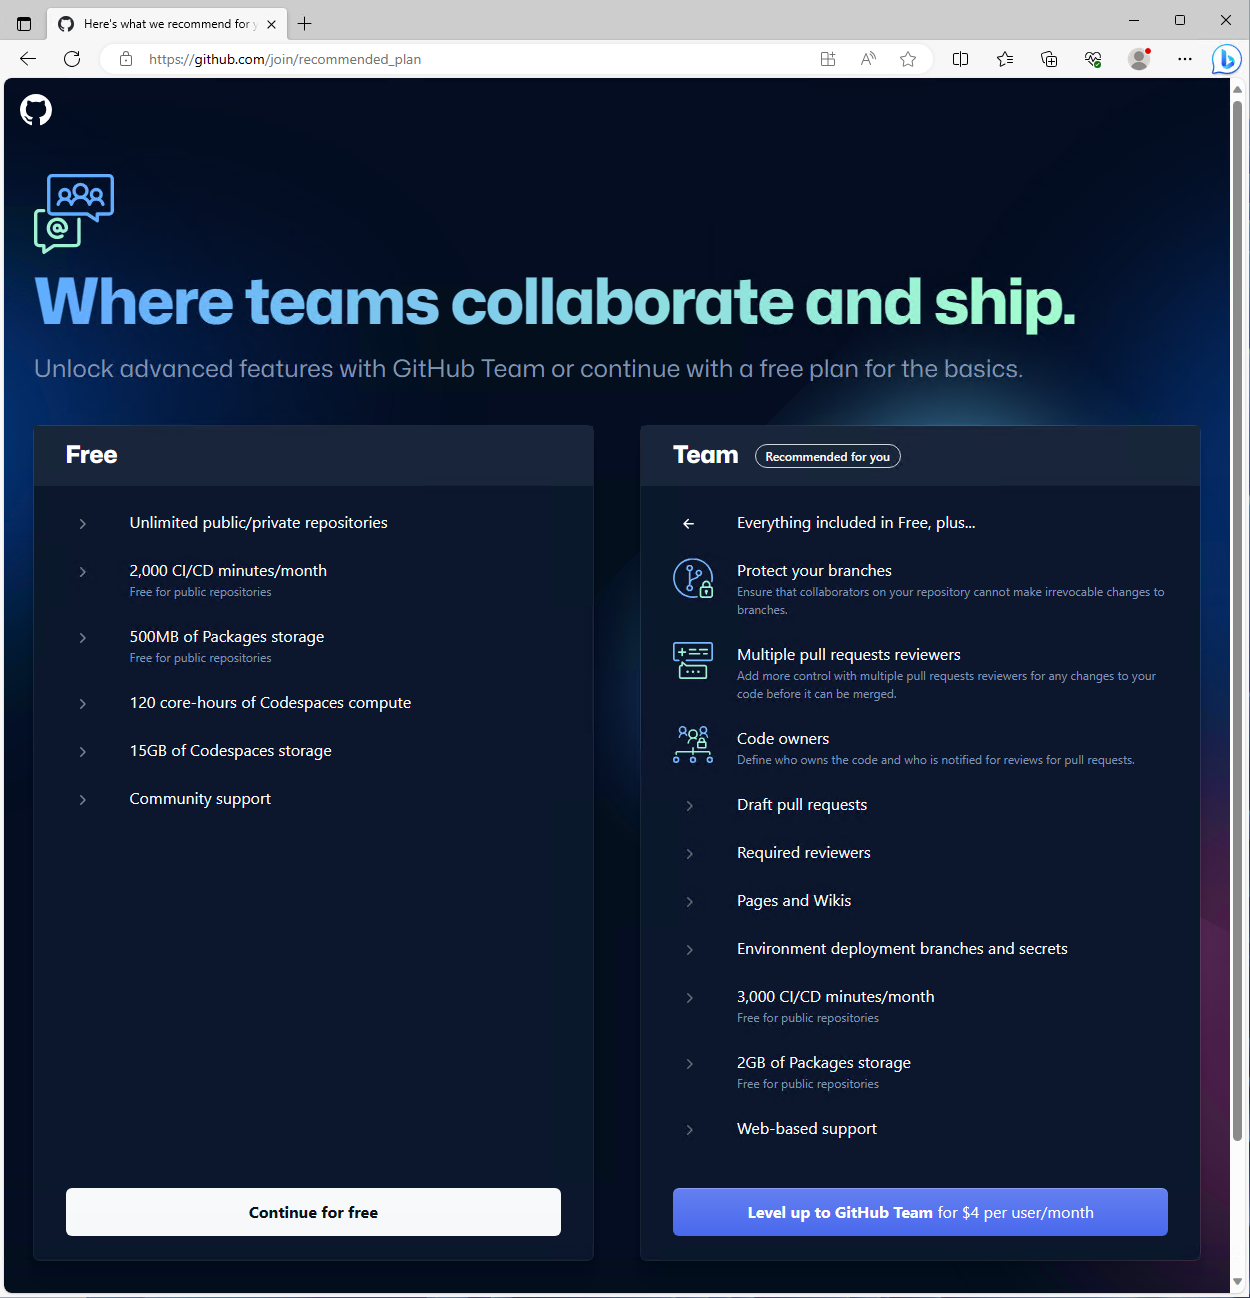 Here's what we recommend for
https://github.com/join/recommended_plan
Where teams collaborate and ship.
Unlock advanced features with GitHub Team or continue with a free plan for the basics.
Free
Unlimited public/private repositories
2,000 CI/CD minutes/month
Free for public repositories
500MB of Packages storage
Free for public repositories
120 core-hours of Codespaces compute
15GB of Codespaces storage
Community support
Continue for free
Team
Recommended for you
Everything included in Free, plus...
Protect your branches
Ensure that collaborators on your repository cannot make irrevocable changes to
branches.
Multiple pull requests reviewers
Add more control with multiple pull requests reviewers for any changes to your
code before it can be merged.
Code owners
Define who owns the code and who is notified for reviews for pull requests.
Draft pull requests
Required reviewers
Pages and Wikis
Environment deployment branches and secrets
3,000 CI/CD minutes/month
Free for public repositories
2GB of Packages storage
Free for public repositories
Web-based support
Level up to GitHub Team for $4 per user/month